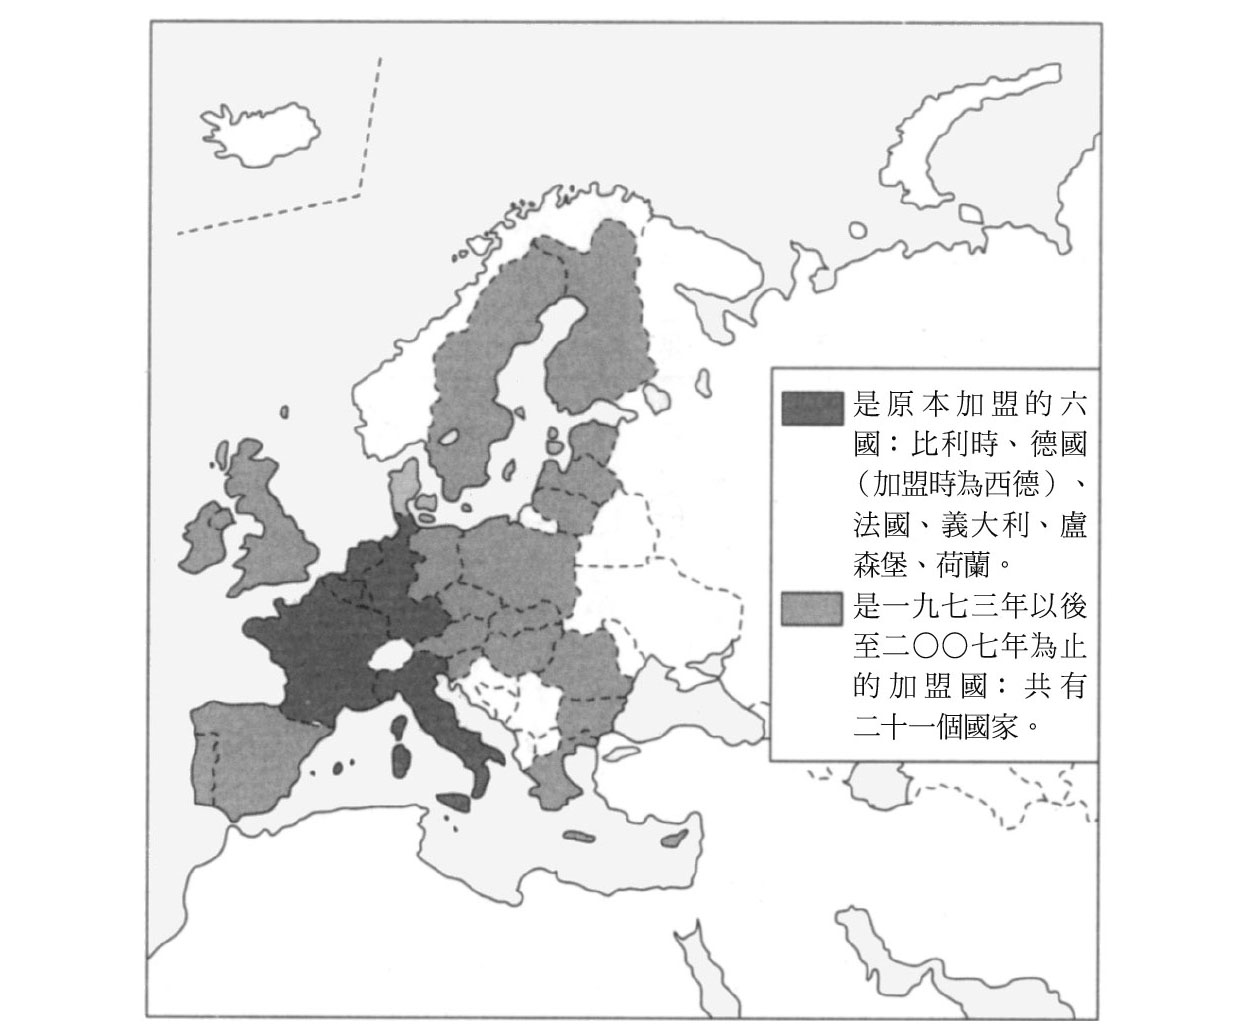 是原本加盟的六
國：比利時、德國
（加盟時為西德）、
法國、義大利、盧
森堡、荷蘭。
是一九七三年以後
至二〇〇七年為止
的加盟國：共有
二十一個國家。